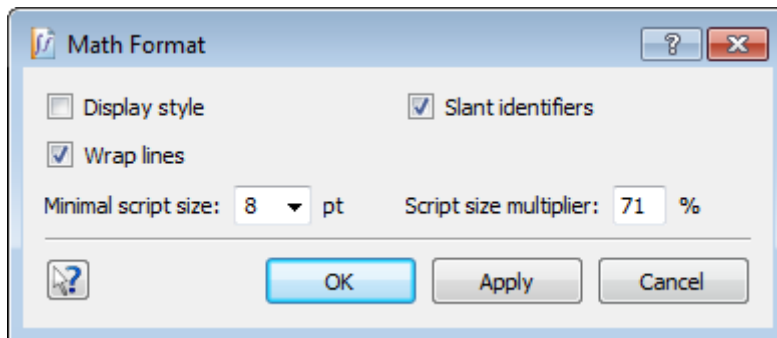 Math Format
Display style Slant identifiers
Wrap lines
Minimal script size: 8 pt Script size multiplier: 71 %
OK Apply Cancel